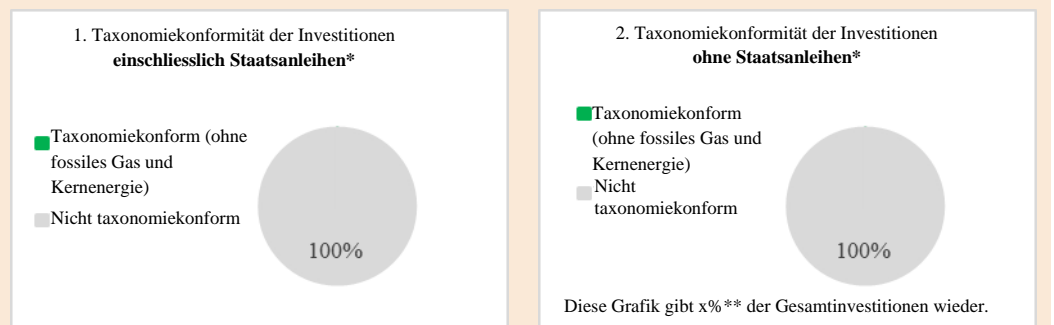 1. Taxonomiekonformität der Investitionen
einschliesslich Staatsanleihen*
Taxonomiekonform (ohne
fossiles Gas und
Kernenergie)
Nicht taxonomiekonform
100%
2. Taxonomiekonformität der Investitionen
ohne Staatsanleihen*
Taxonomiekonform
(ohne fossiles Gas und
Kernenergie)
Nicht
taxonomiekonform
100%
Diese Grafik gibt x%** der Gesamtinvestitionen wieder.